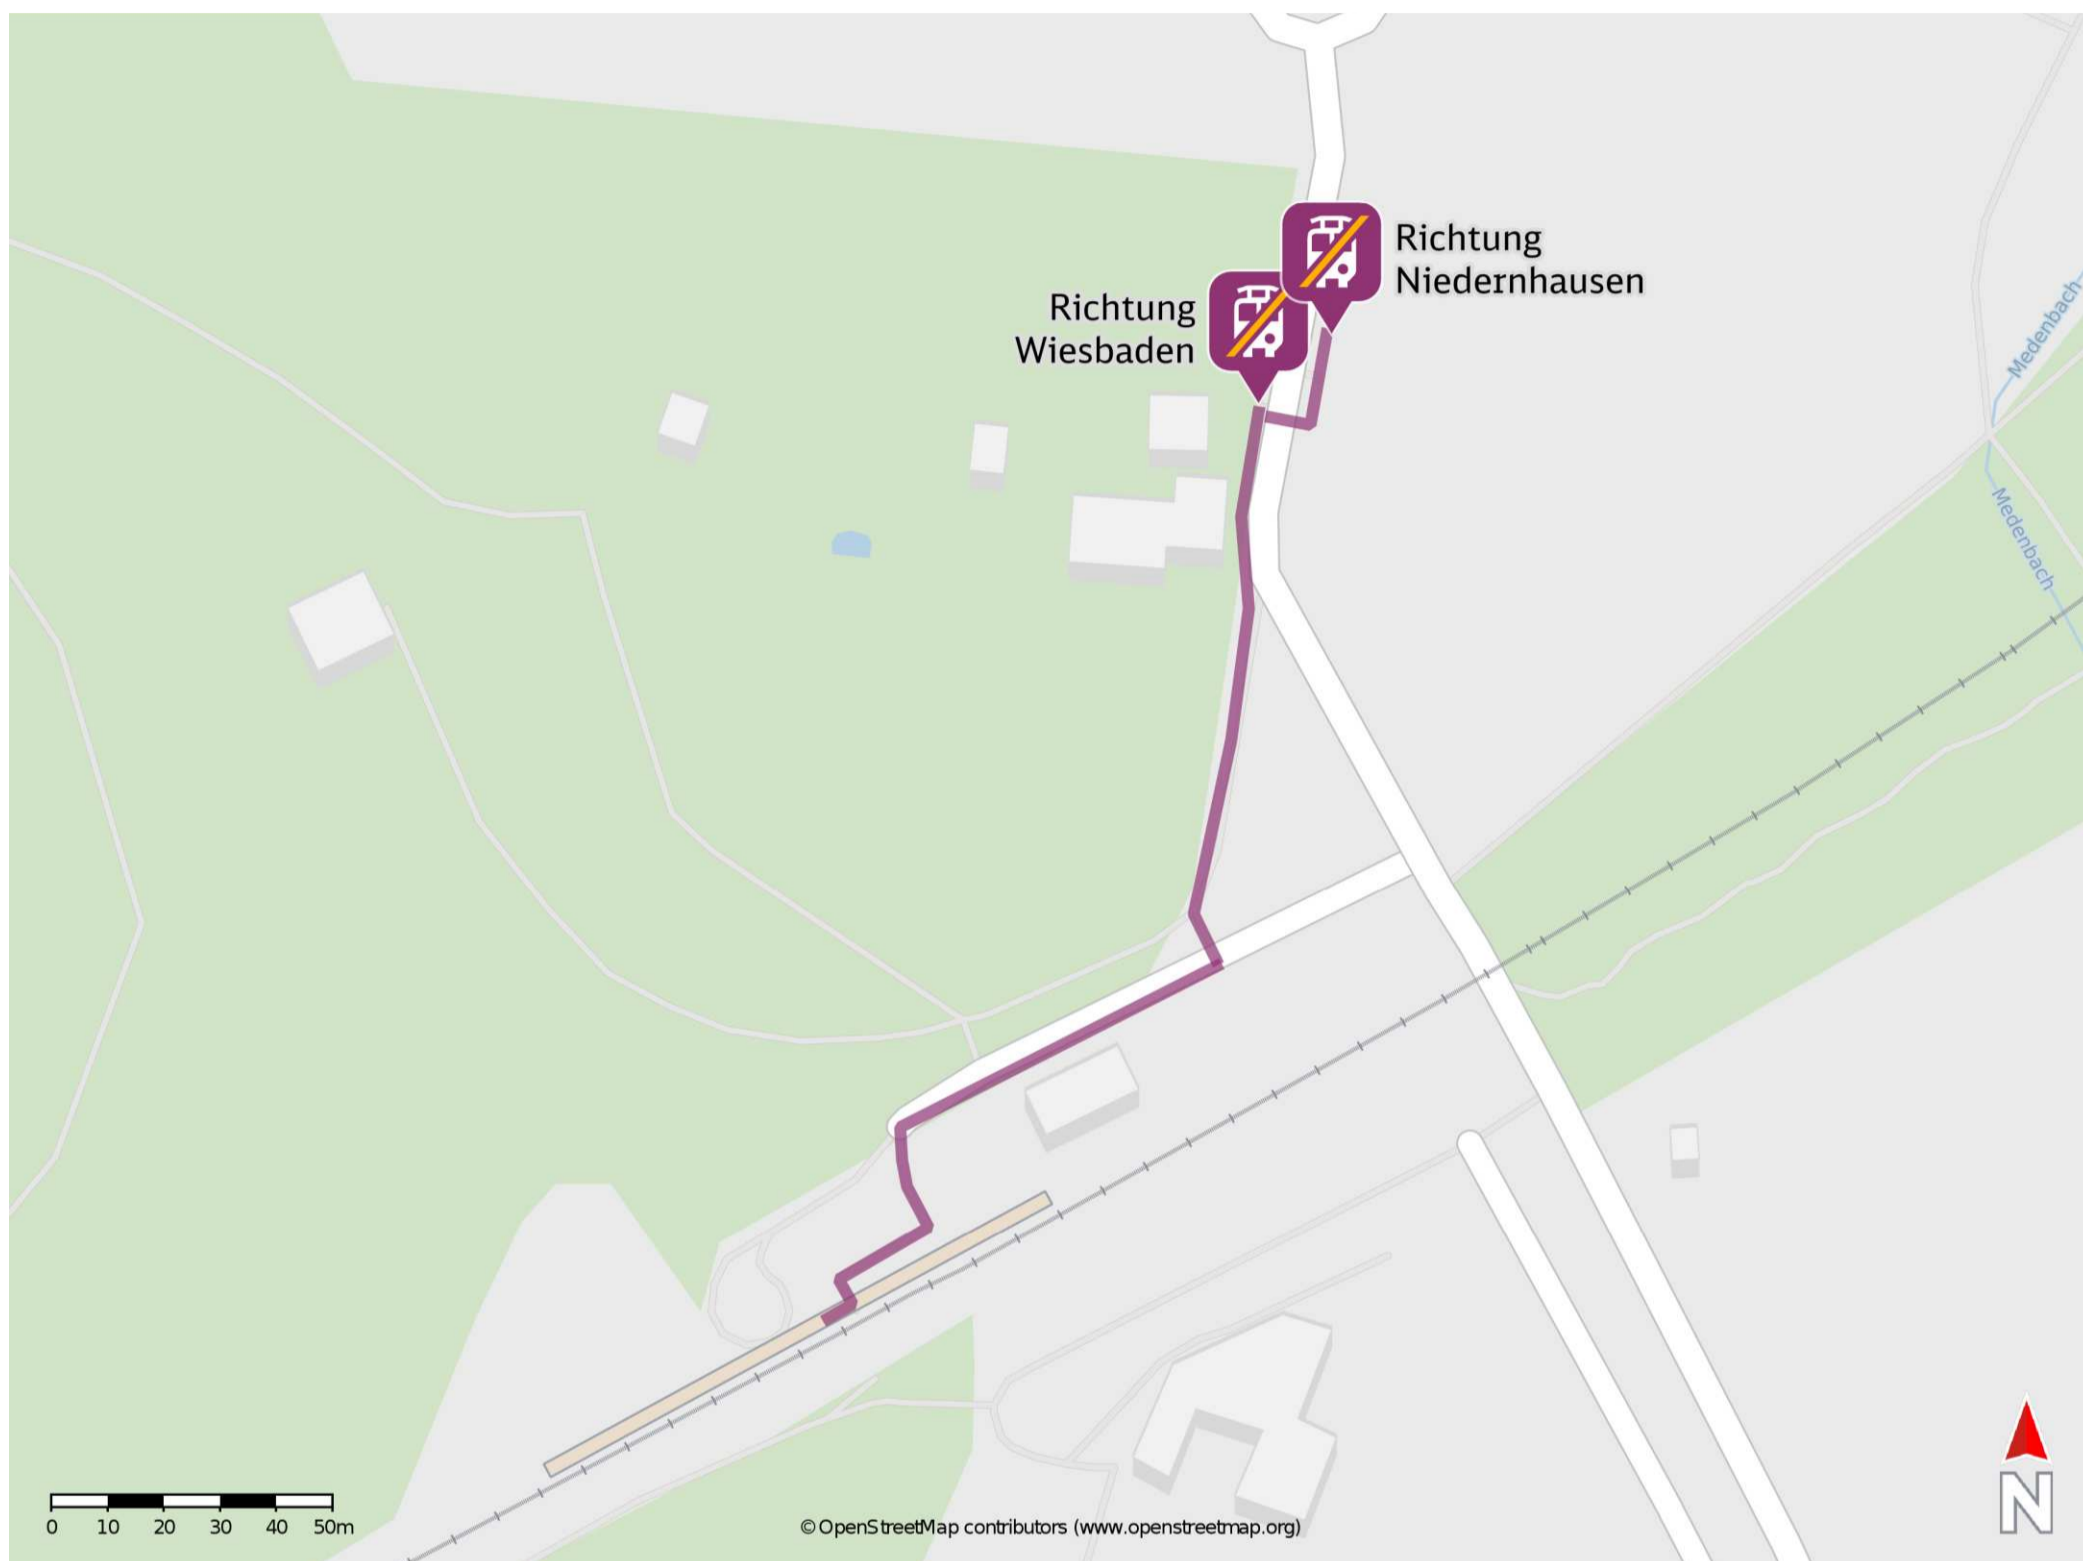 Richtung
Niedernhausen
Richtung
Wiesbaden
Medenbach
Medenbach
0 10 20 30 40 50m
© OpenStreetMap contributors (www.openstreetmap.org)
N